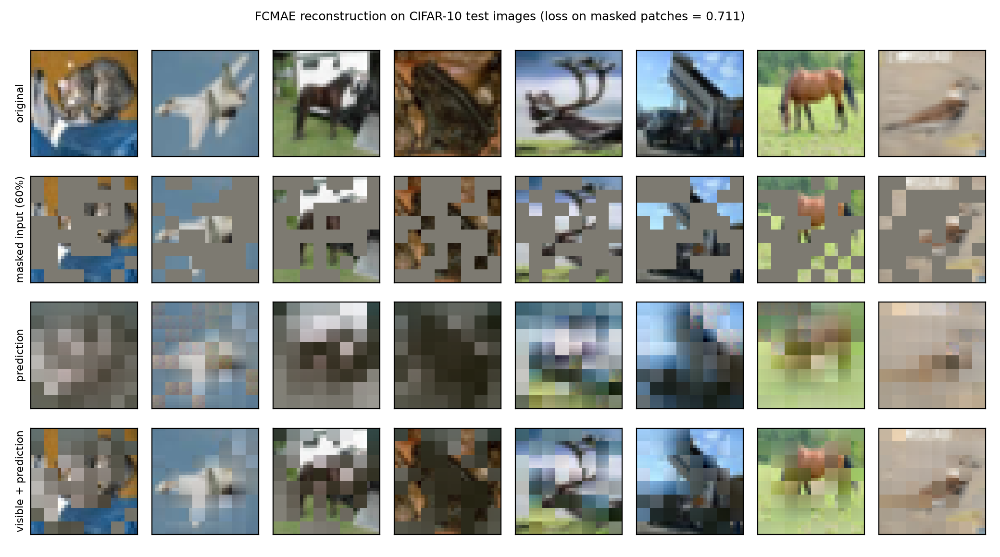 FCMAE reconstruction on CIFAR-10 test images (loss on masked patches = 0.711)
original
masked input (60%)
prediction
visible + prediction